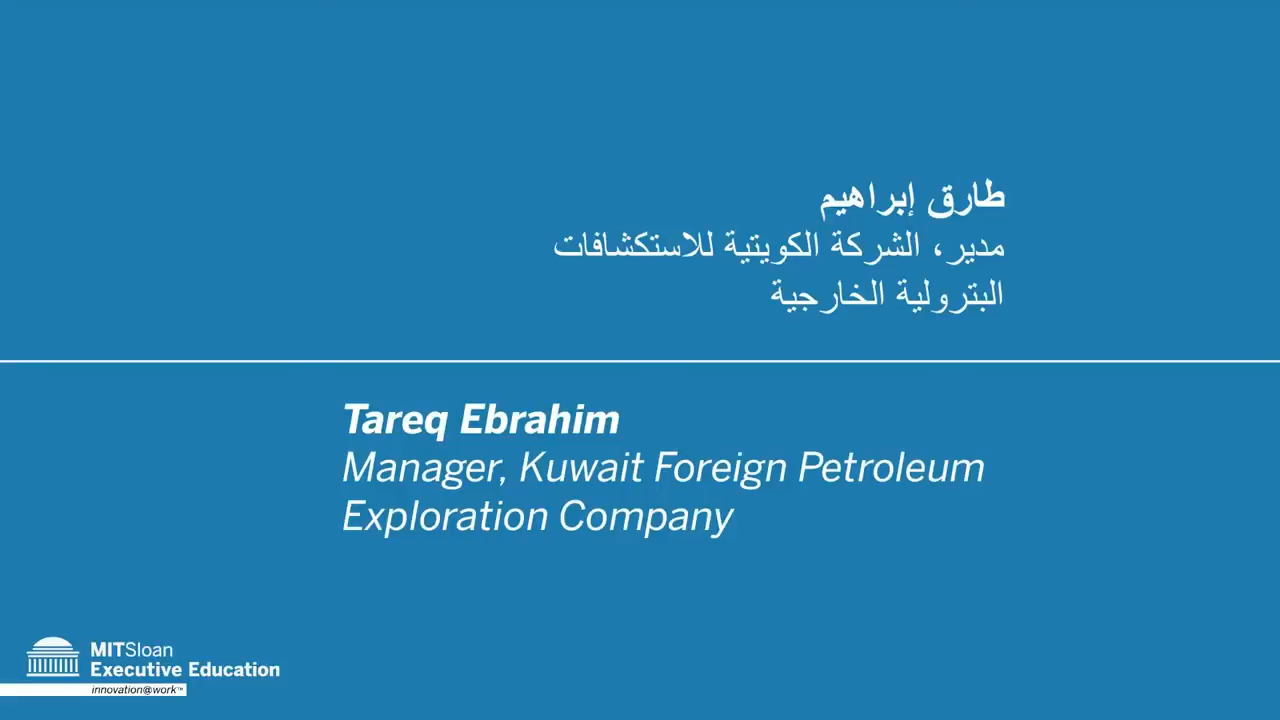 طارق إبراهيم
مدير، الشركة الكويتية للاستكشافات
البترولية الخارجية
Tareq Ebrahim
Manager, Kuwait Foreign Petroleum
Exploration Company
MITSloan
Executive Education
innovation@work™